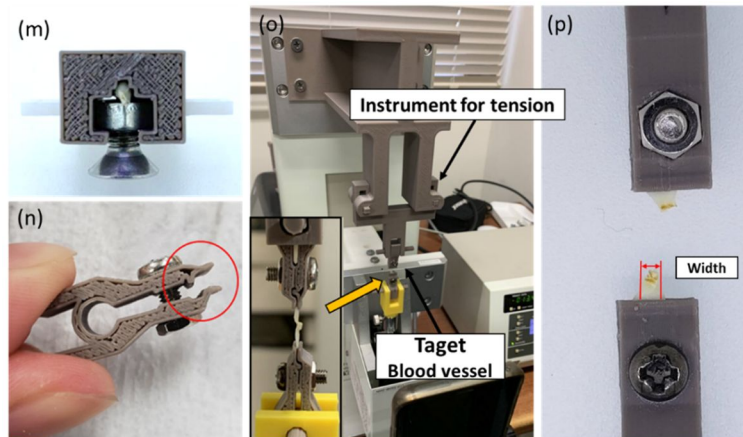 (m)
(o)
(p)
Instrument for tension
(n)
Width
Taget
Blood vessel